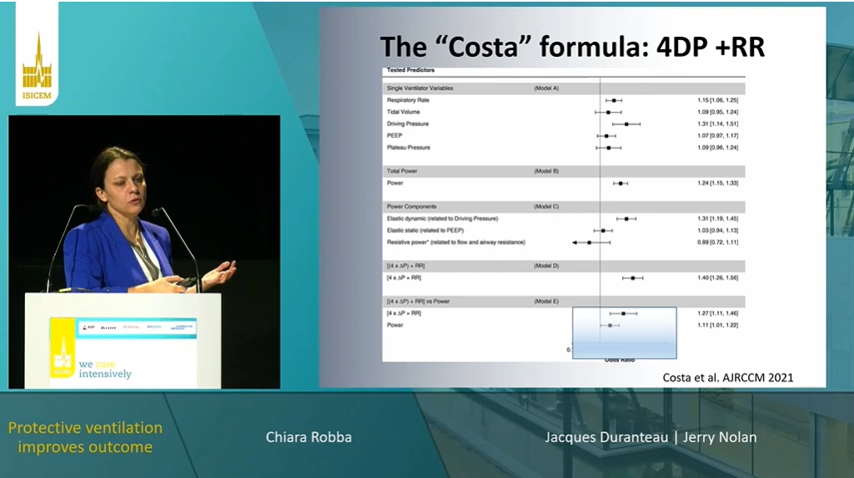 ISICEM
The "Costa" formula: 4DP +RR
Tested Predictors
Single Ventilator Variables (Model A)
Respiratory Rate 1.15 [1.06, 1.25]
Tidal Volume 1.09 [0.95, 1.24]
Driving Pressure 1.31 [1.14, 1.51]
PEEP 1.07 [0.97, 1.17]
Plateau Pressure 1.09 [0.96, 1.24]
Total Power (Model B)
Power 1.24 [1.15, 1.33]
Power Components (Model C)
Elastic dynamic (related to Driving Pressure) 1.31 [1.19, 1.45]
Elastic static (related to PEEP) 1.03 [0.94, 1.13]
Resistive power* (related to flow and airway resistance) 0.89 [0.72, 1.11]
[(4 x ΔP) + RR] (Model D)
[4 x ΔP] + RR] 1.40 [1.26, 1.56]
[(4 x ΔP) + RR] vs Power (Model E)
[4 x ΔP] + RR] 1.27 [1.11, 1.46]
Power 1.11 [1.01, 1.22]
Odds Ratio
Costa et al. AJRCCM 2021
we care
intensively
Protective ventilation
improves outcome
Chiara Robba
Jacques Duranteau | Jerry Nolan